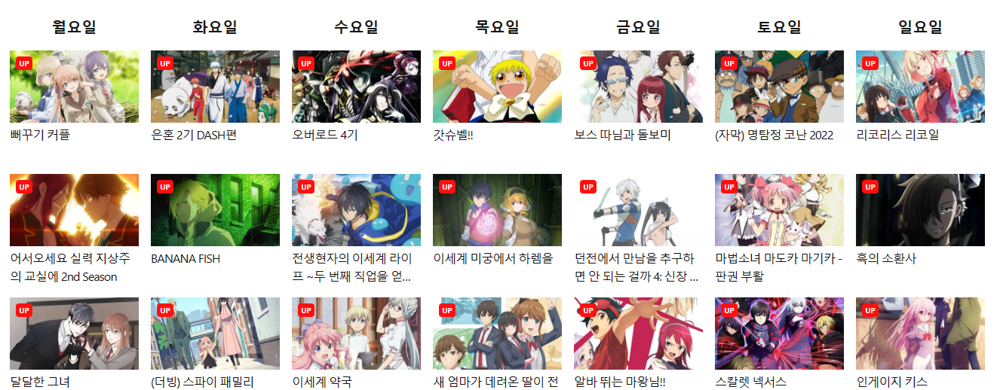 월요일 화요일 수요일 목요일 금요일 토요일 일요일
UP UP UP UP UP UP UP
뻐꾸기 커플
은혼 2기 DASH편
오버로드 4기
갓슈벨!!
보스 따님과 돌보미
(자막) 명탐정 코난 2022
리코리스 리코일
UP UP UP UP UP UP UP
어서오세요 실력 지상주
의 교실에 2nd Season
BANANA FISH
전생현자의 이세계 라이
프 ~두 번째 직업을 얻...
이세계 미궁에서 하렘을
던전에서 만남을 추구하
면 안 되는 걸까 4: 신장 ...
마법소녀 마도카 마기카 -
판권 부활
흑의 소환사
UP UP UP UP UP UP UP
달달한 그녀
(더빙) 스파이 패밀리
이세계 약국
새 엄마가 데려온 딸이 전
알바 뛰는 마왕님!!
스칼렛 넥서스
인게이지 키스